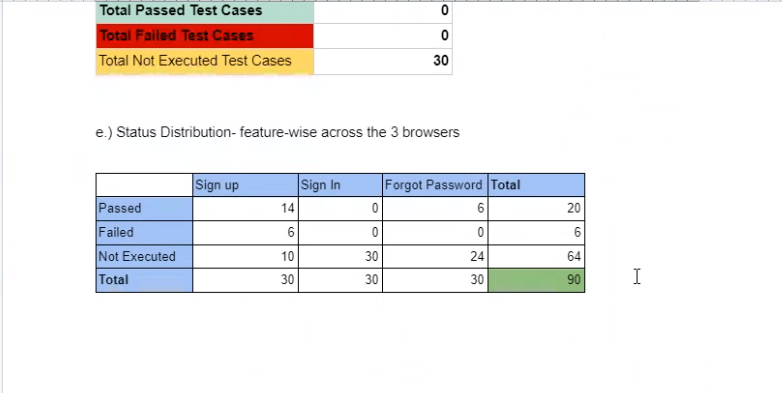 Total Passed Test Cases 0
Total Failed Test Cases 0
Total Not Executed Test Cases 30
e.) Status Distribution- feature-wise across the 3 browsers
Sign up Sign In Forgot Password Total
Passed 14 0 6 20
Failed 6 0 0 6
Not Executed 10 30 24 64
Total 30 30 30 90